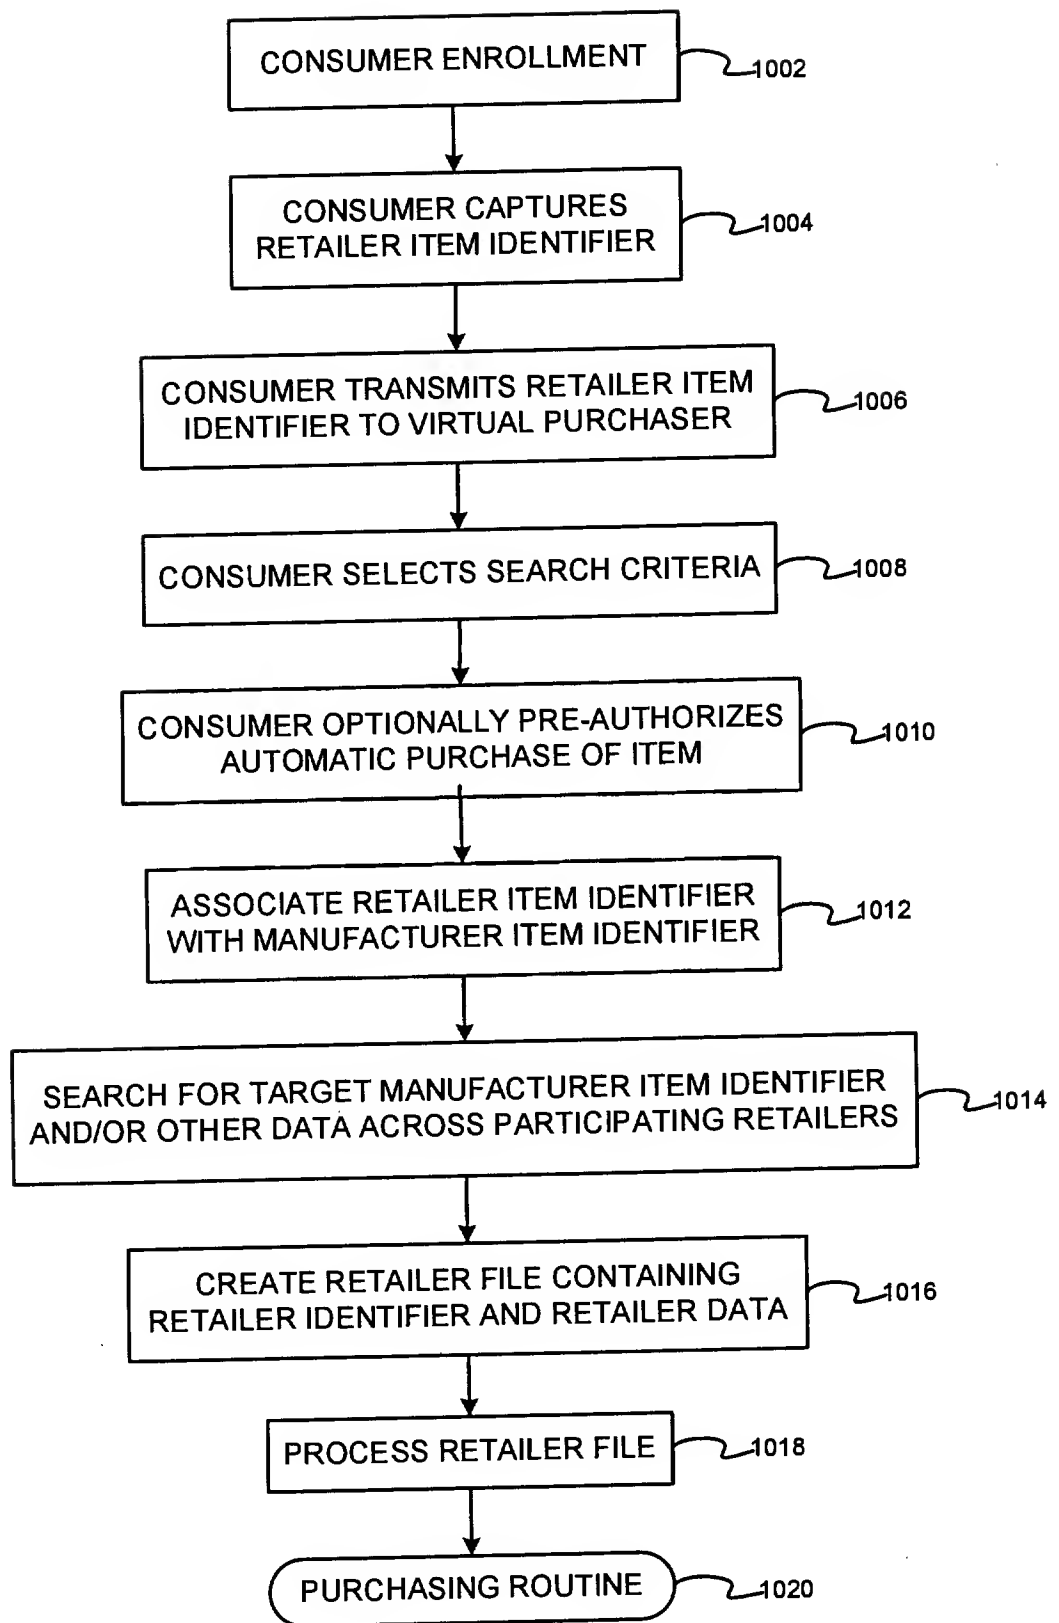 CONSUMER ENROLLMENT
1002
CONSUMER CAPTURES
RETAILER ITEM IDENTIFIER
1004
CONSUMER TRANSMITS RETAILER ITEM
IDENTIFIER TO VIRTUAL PURCHASER
1006
CONSUMER SELECTS SEARCH CRITERIA
1008
CONSUMER OPTIONALLY PRE-AUTHORIZES
AUTOMATIC PURCHASE OF ITEM
1010
ASSOCIATE RETAILER ITEM IDENTIFIER
WITH MANUFACTURER ITEM IDENTIFIER
1012
SEARCH FOR TARGET MANUFACTURER ITEM IDENTIFIER
AND/OR OTHER DATA ACROSS PARTICIPATING RETAILERS
1014
CREATE RETAILER FILE CONTAINING
RETAILER IDENTIFIER AND RETAILER DATA
1016
PROCESS RETAILER FILE
1018
PURCHASING ROUTINE
1020